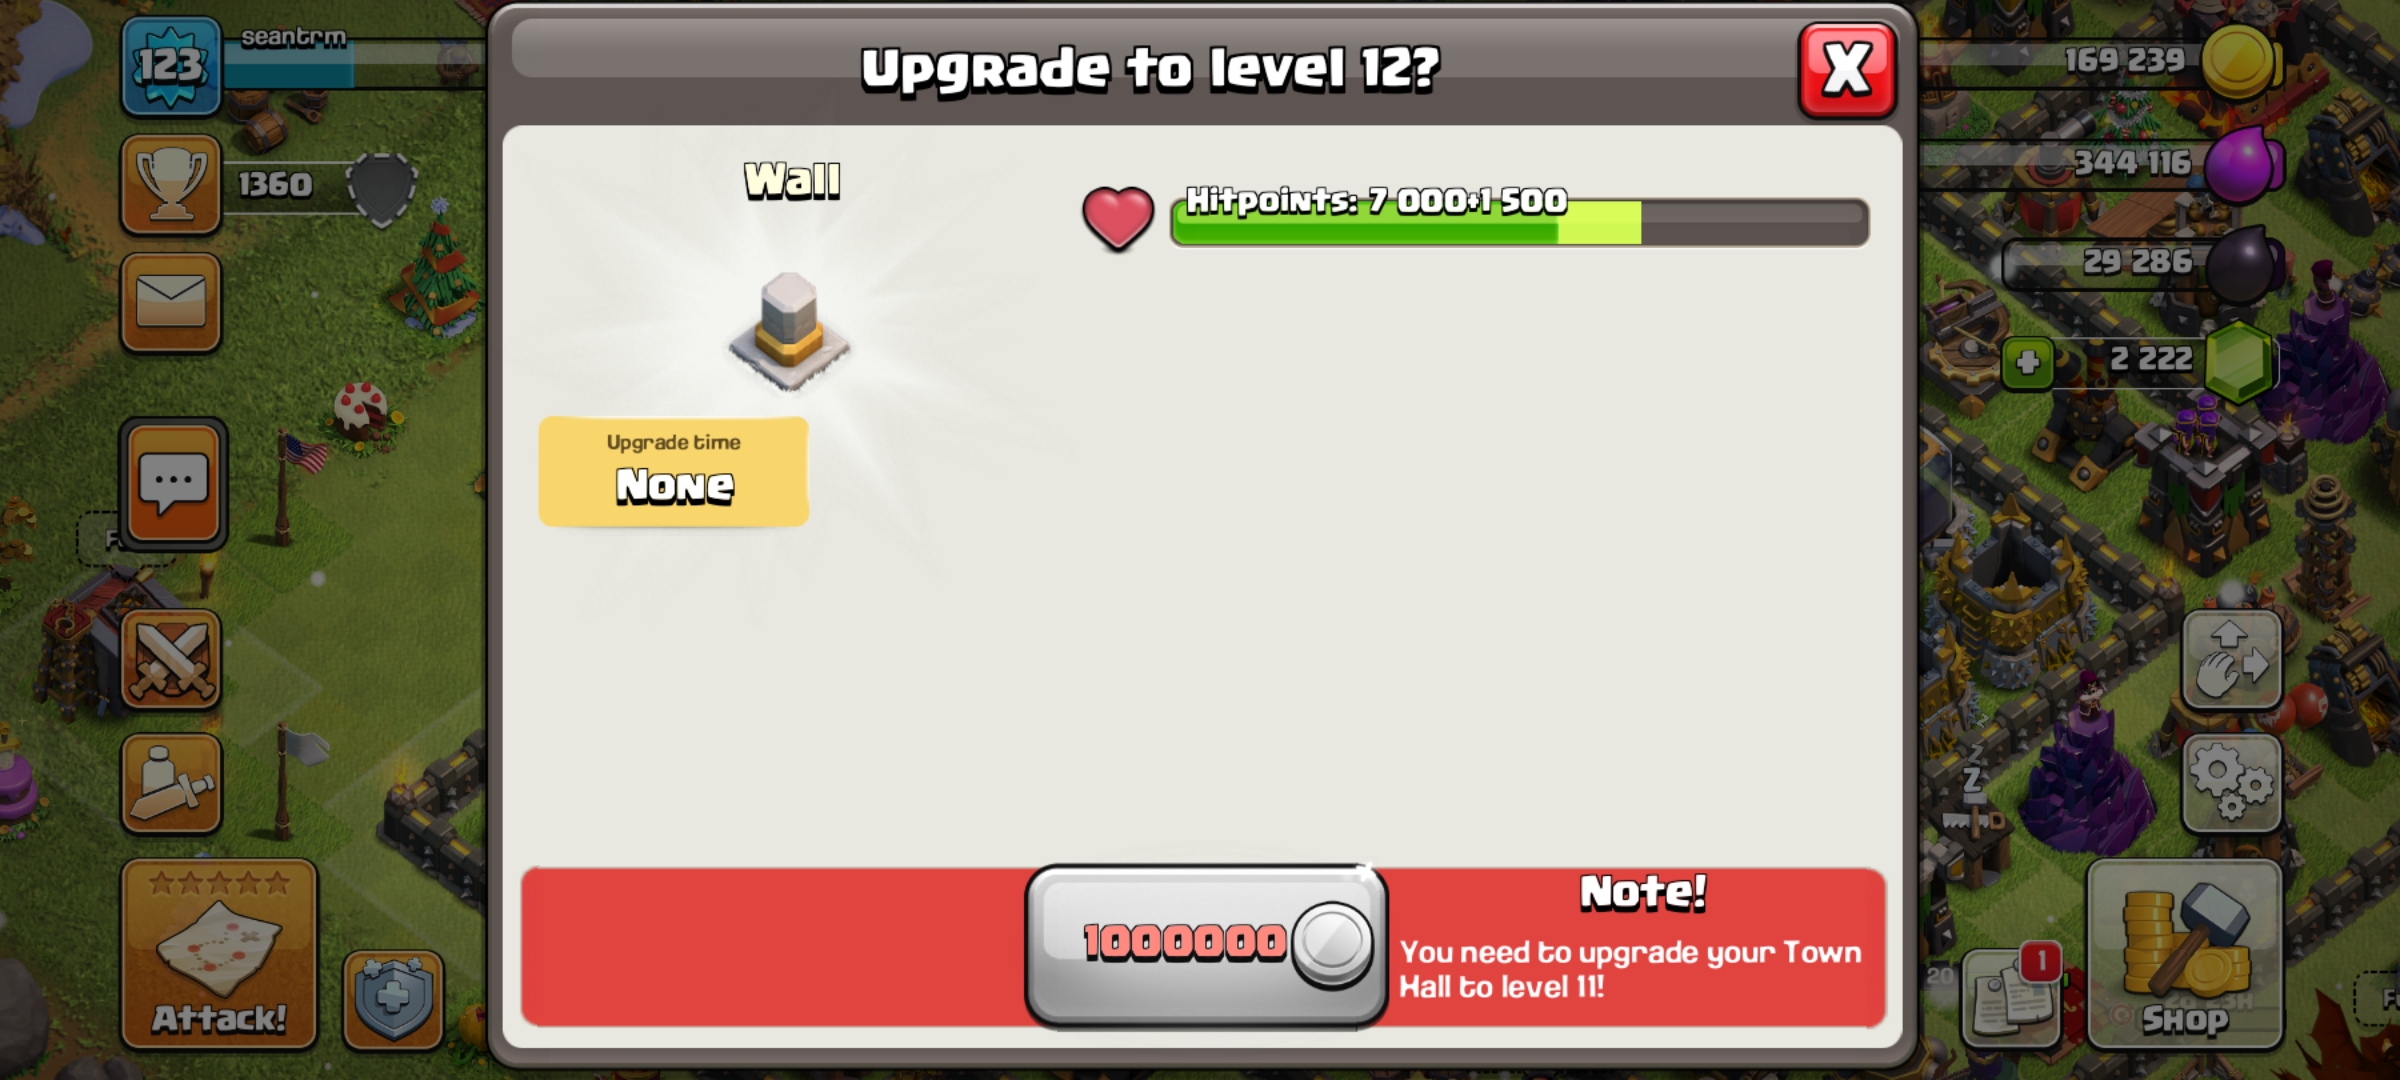 123
seantrm
1360
Attack!
Upgrade to level 12?
X
Wall
Hitpoints: 7 000+1 500
Upgrade time
None
1000000
Note!
You need to upgrade your Town
Hall to level 11!
169 239
344 116
29 286
2 222
z
z
Z
1
20
Shop